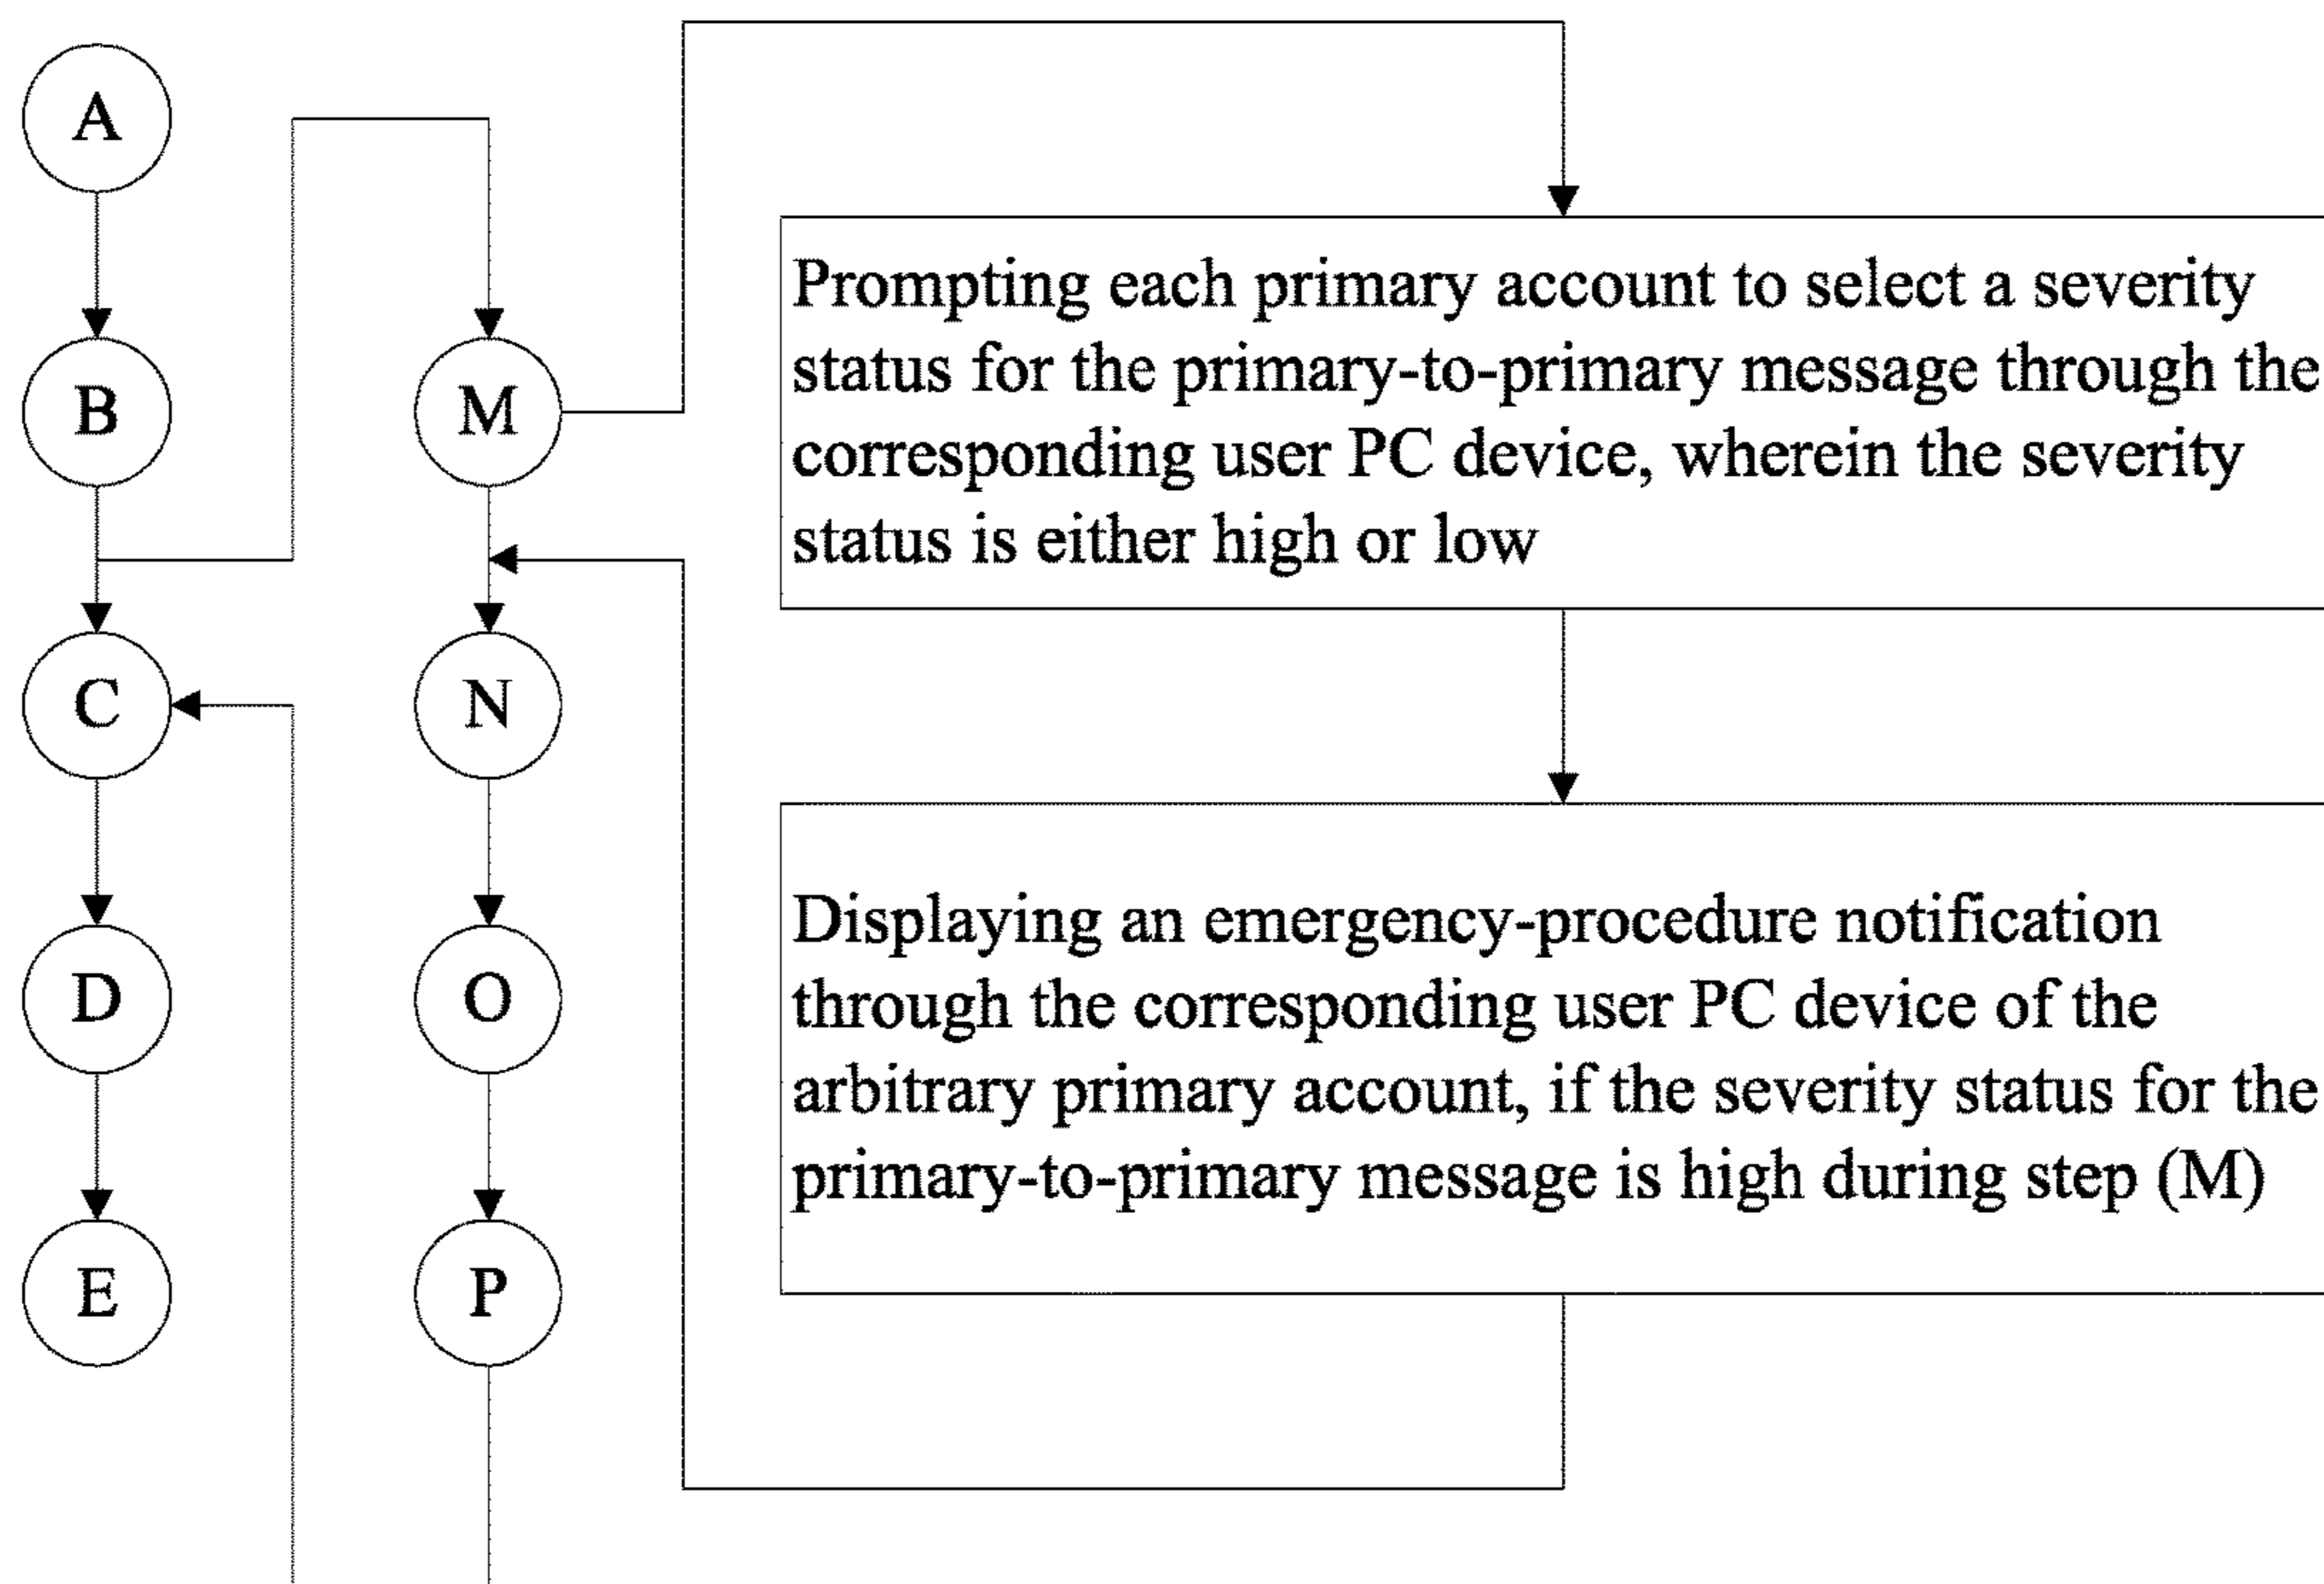 A
B
C
D
E
M
N
O
P
Prompting each primary account to select a severity
status for the primary-to-primary message through the
corresponding user PC device, wherein the severity
status is either high or low
Displaying an emergency-procedure notification
through the corresponding user PC device of the
arbitrary primary account, if the severity status for the
primary-to-primary message is high during step (M)